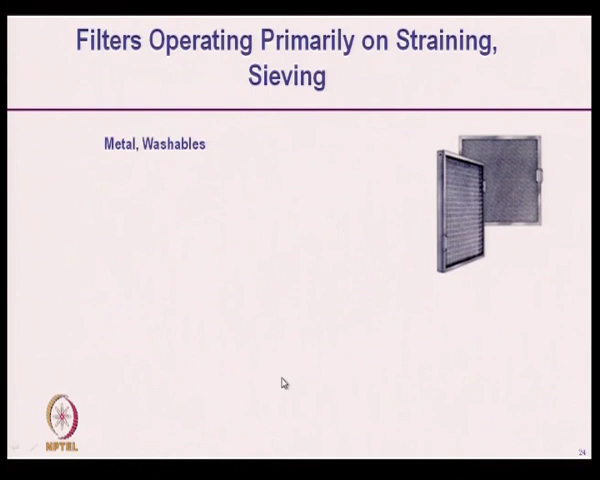 Filters Operating Primarily on Straining,
Sieving
Metal, Washables
NPTEL
24